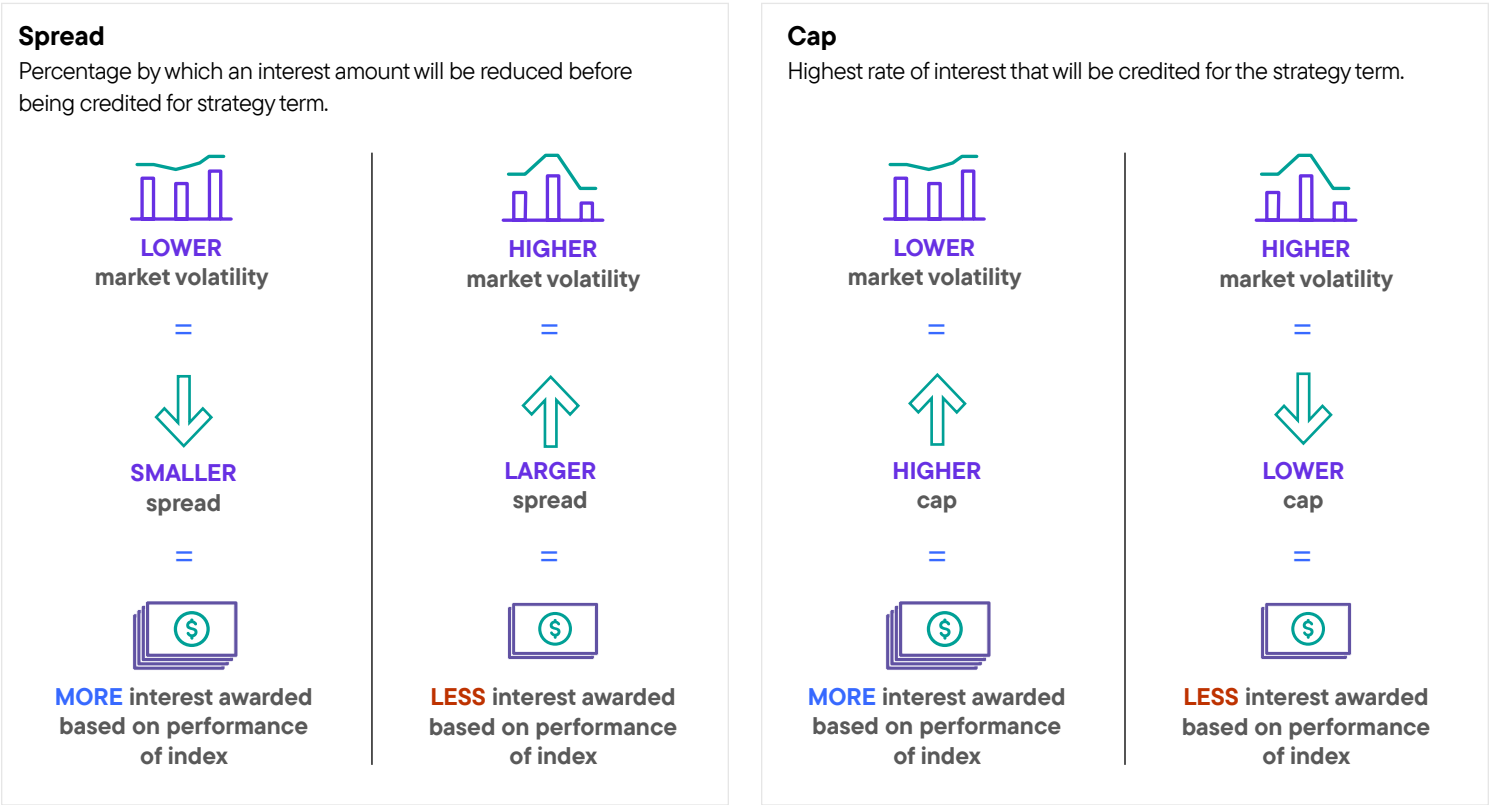 Spread
Percentage by which an interest amount will be reduced before
being credited for strategy term.
LOWER
market volatility
=
SMALLER
spread
=
$
MORE interest awarded
based on performance
of index
HIGHER
market volatility
=
LARGER
spread
=
$
LESS interest awarded
based on performance
of index
Cap
Highest rate of interest that will be credited for the strategy term.
LOWER
market volatility
=
HIGHER
cap
=
$
MORE interest awarded
based on performance
of index
HIGHER
market volatility
=
LOWER
cap
=
$
LESS interest awarded
based on performance
of index